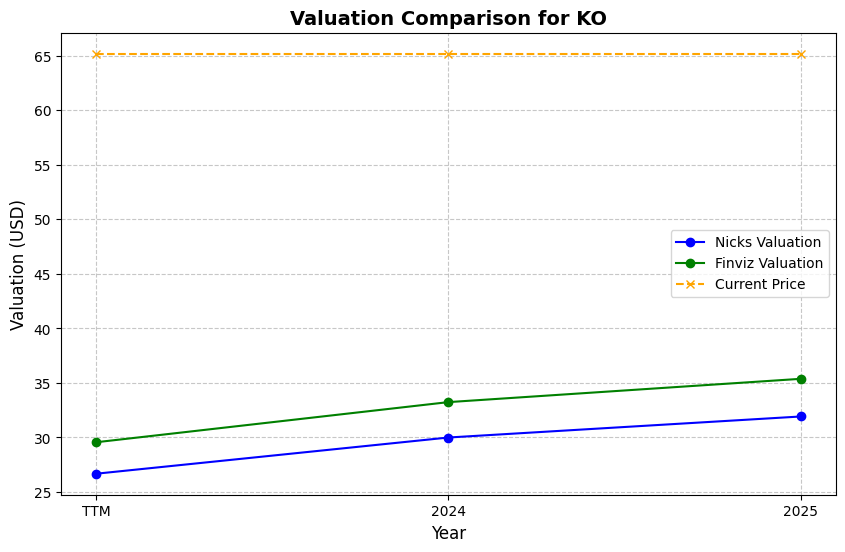 Valuation Comparison for KO
Valuation (USD)
65
60
55
50
45
40
35
30
25
Nicks Valuation
Finviz Valuation
Current Price
TTM
2024
2025
Year